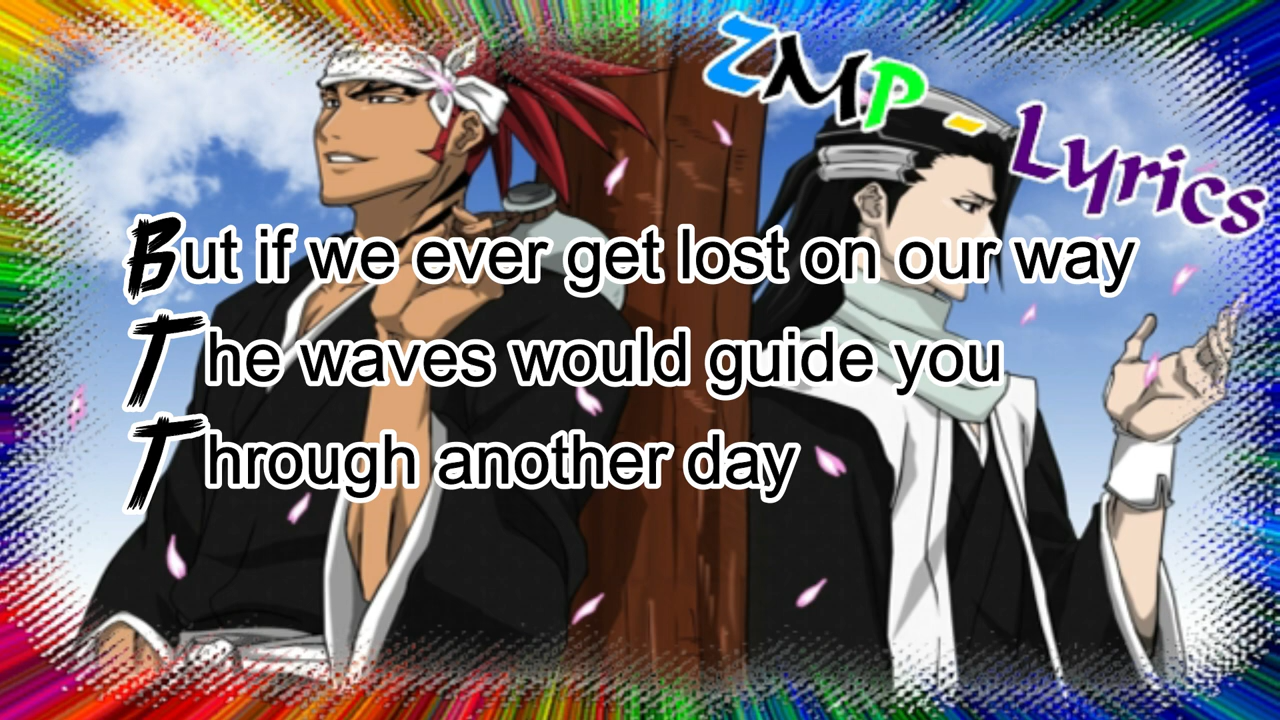 ZMP - Lyrics
But if we ever get lost on our way
The waves would guide you
Through another day